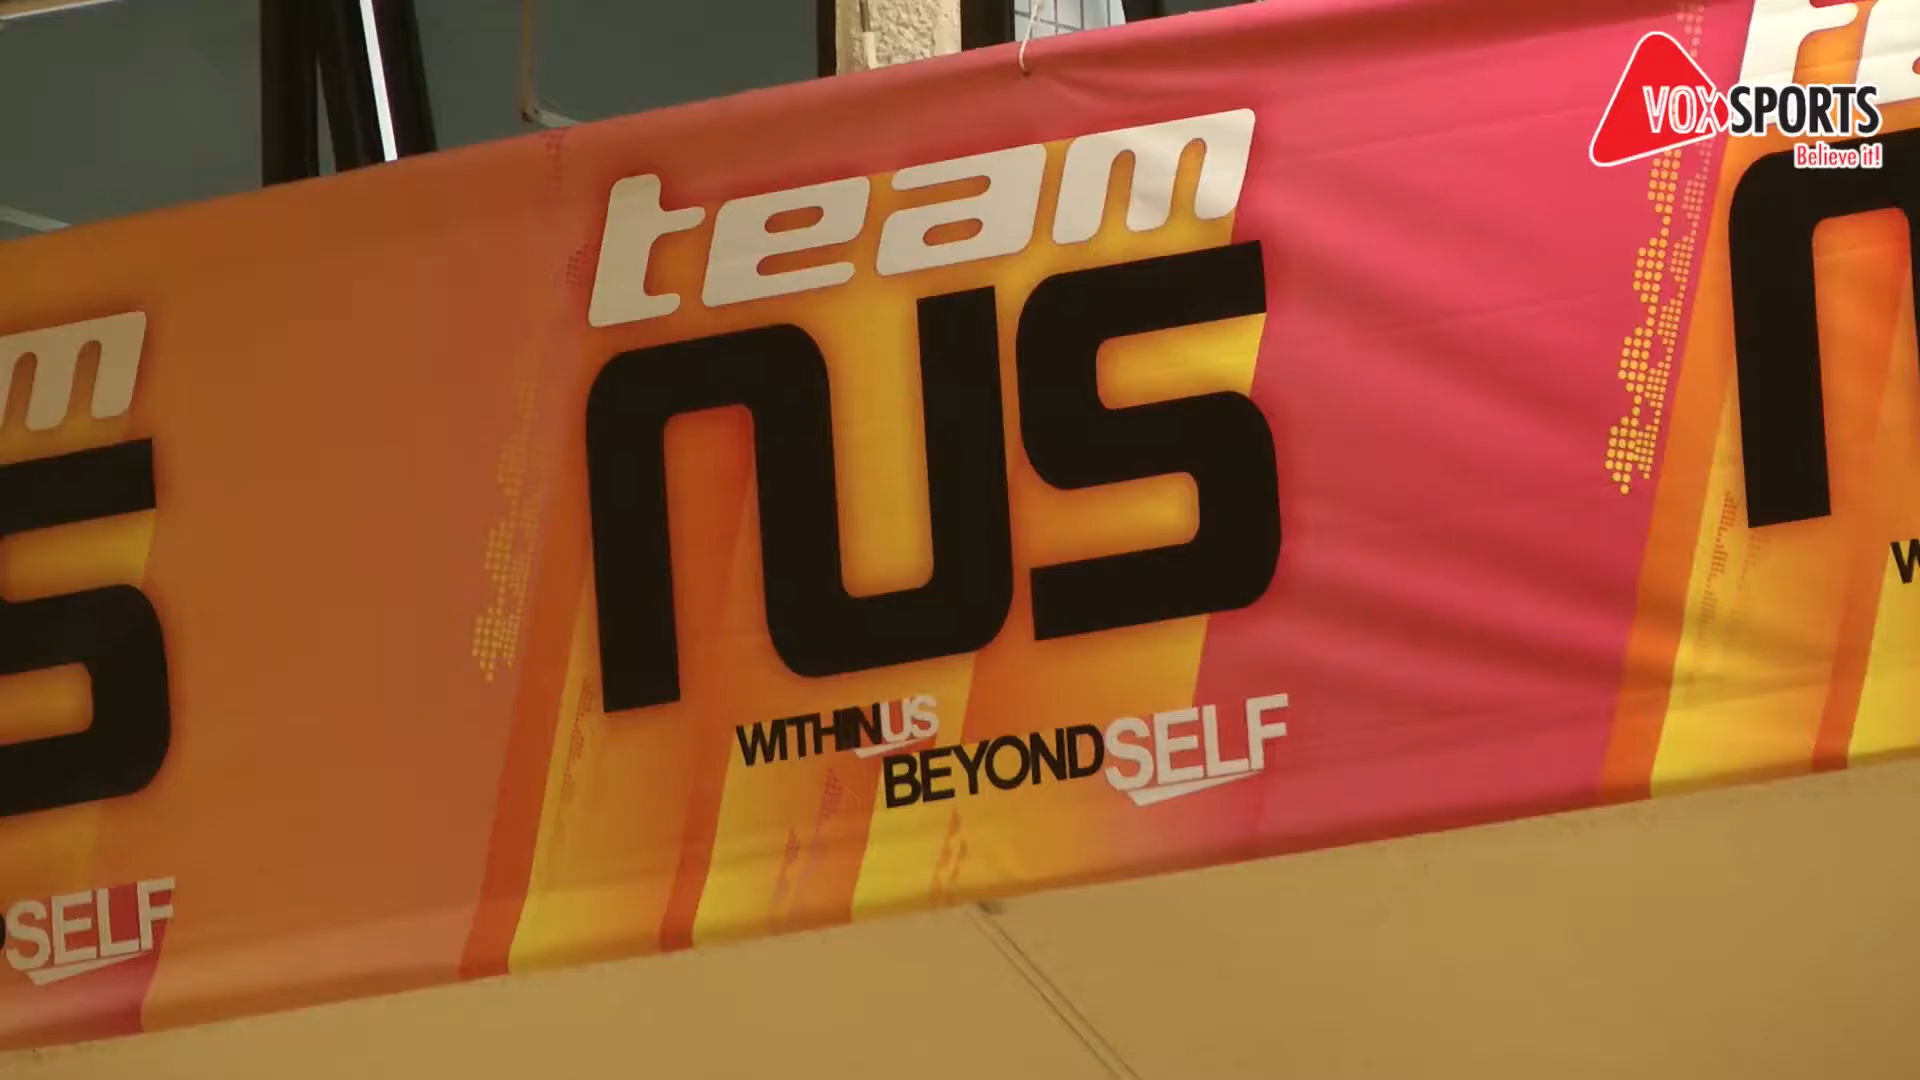 VOXSPORTS
Believe it!
team
NUS
WITHINUS
BEYONDSELF
m
S
SELF